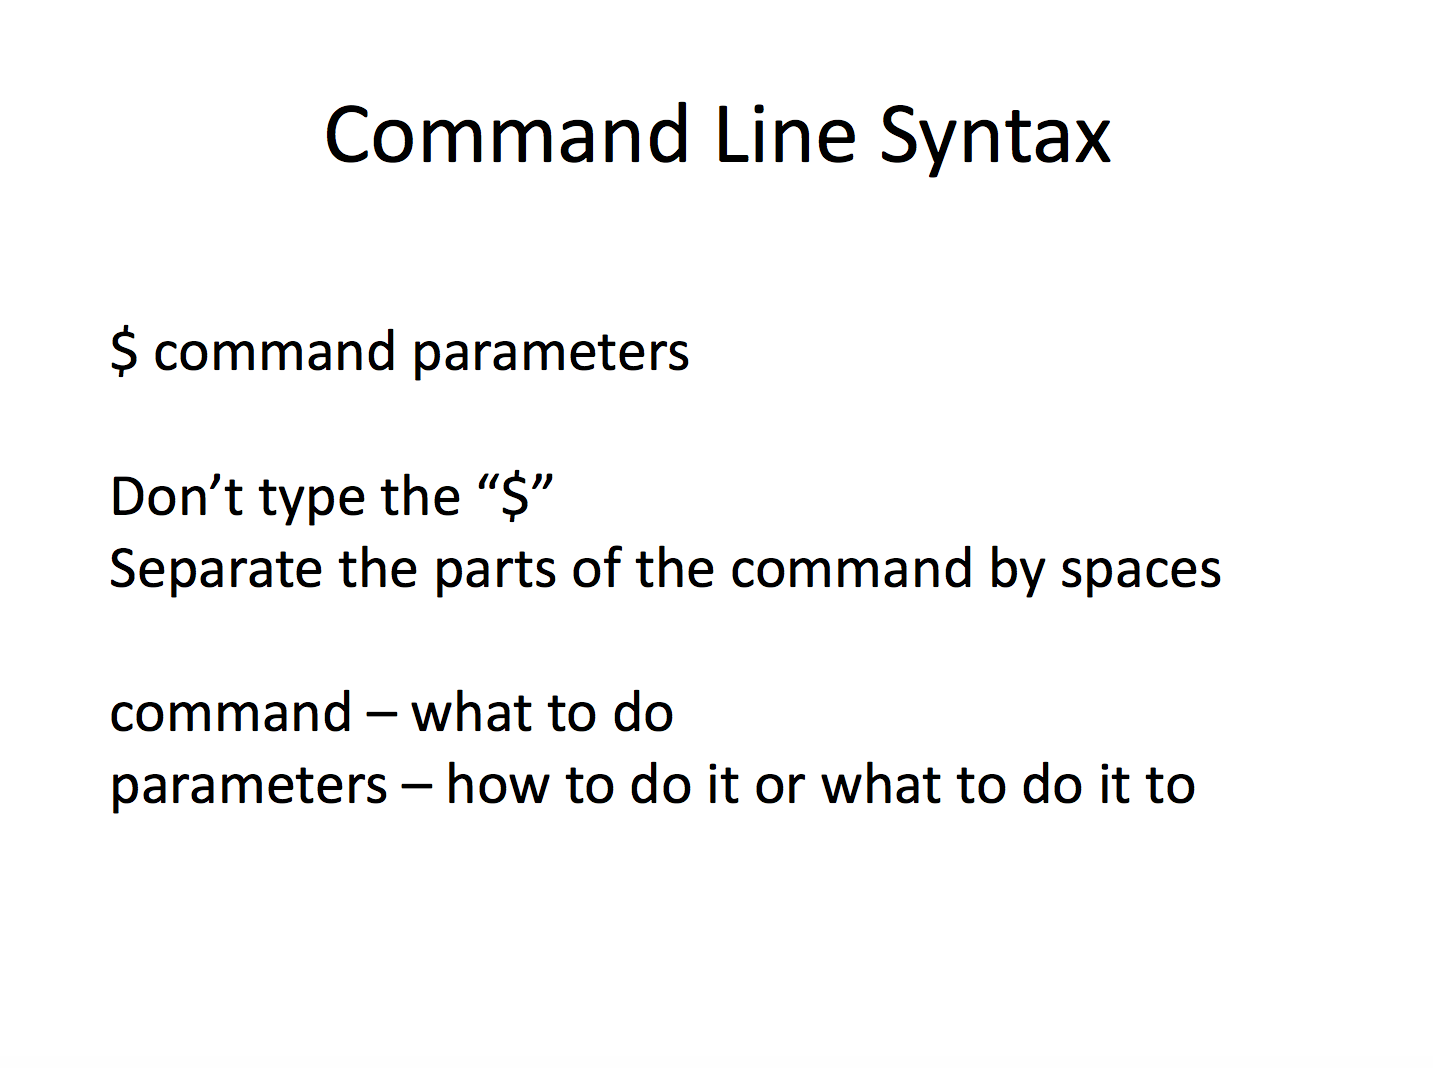 Command Line Syntax
$ command parameters
Don’t type the “$”
Separate the parts of the command by spaces
command – what to do
parameters – how to do it or what to do it to